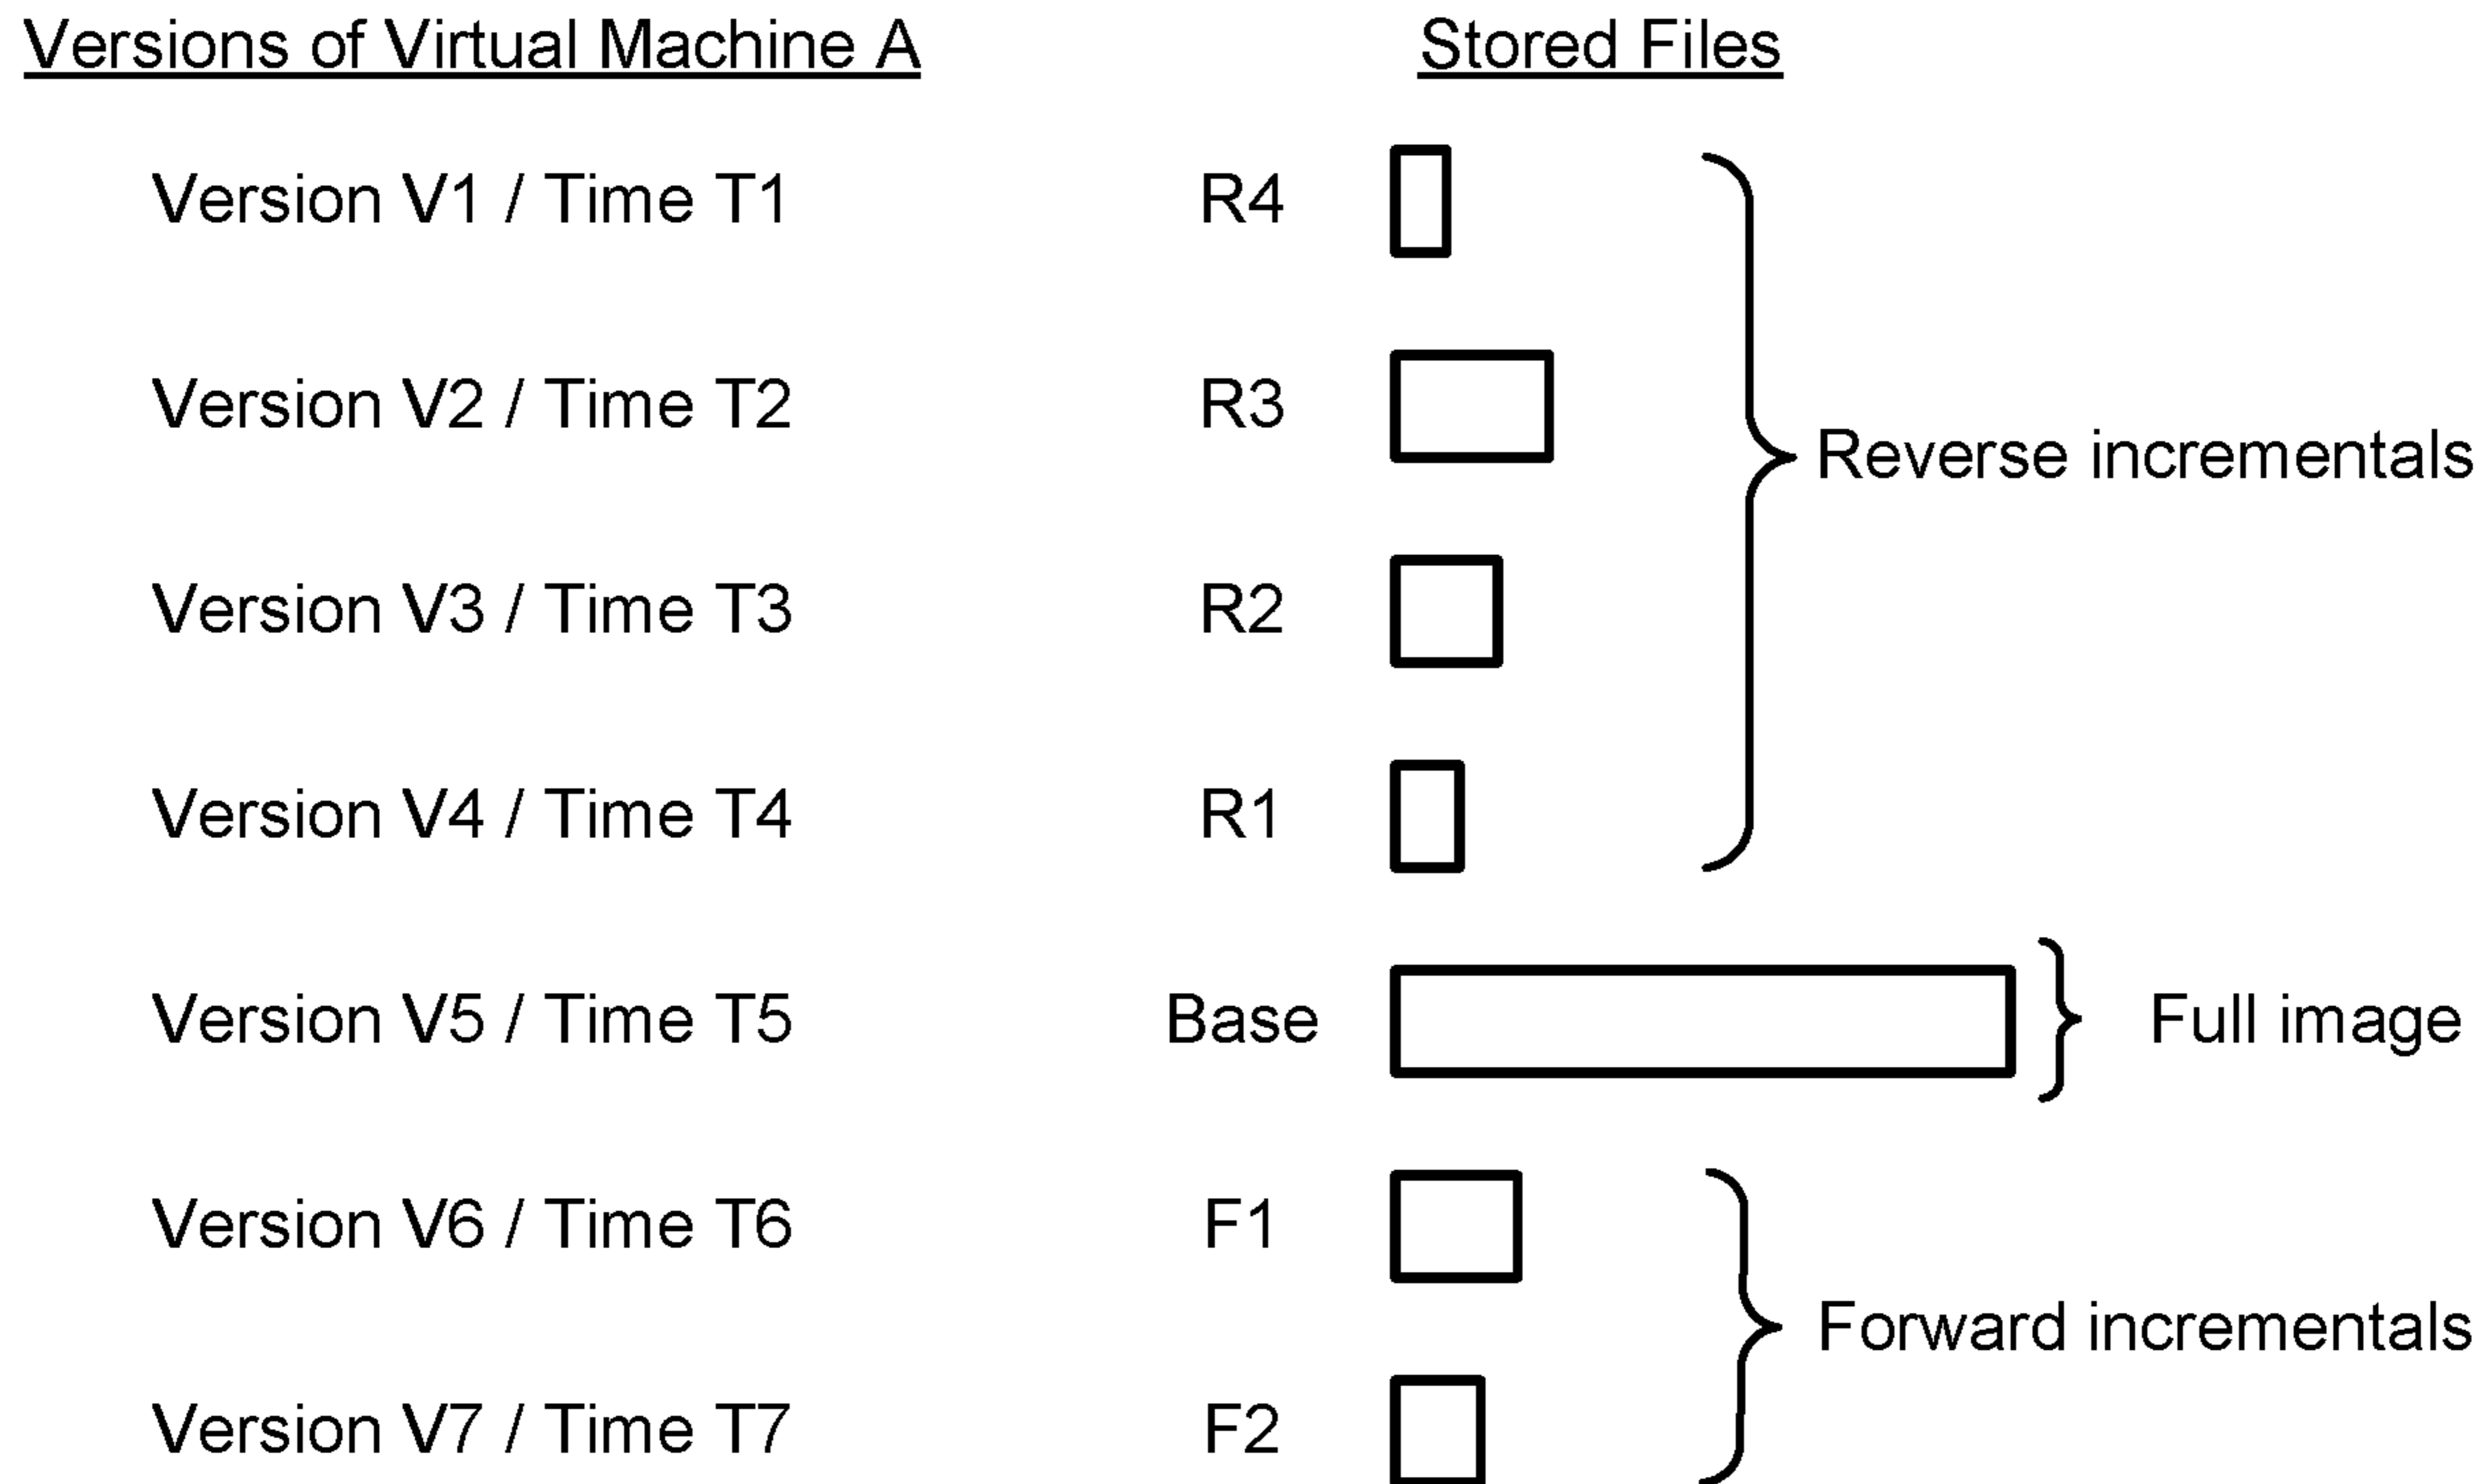 Versions of Virtual Machine A Stored Files
Version V1 / Time T1 R4
Version V2 / Time T2 R3
Reverse incrementals
Version V3 / Time T3 R2
Version V4 / Time T4 R1
Version V5 / Time T5 Base Full image
Version V6 / Time T6 F1
Forward incrementals
Version V7 / Time T7 F2